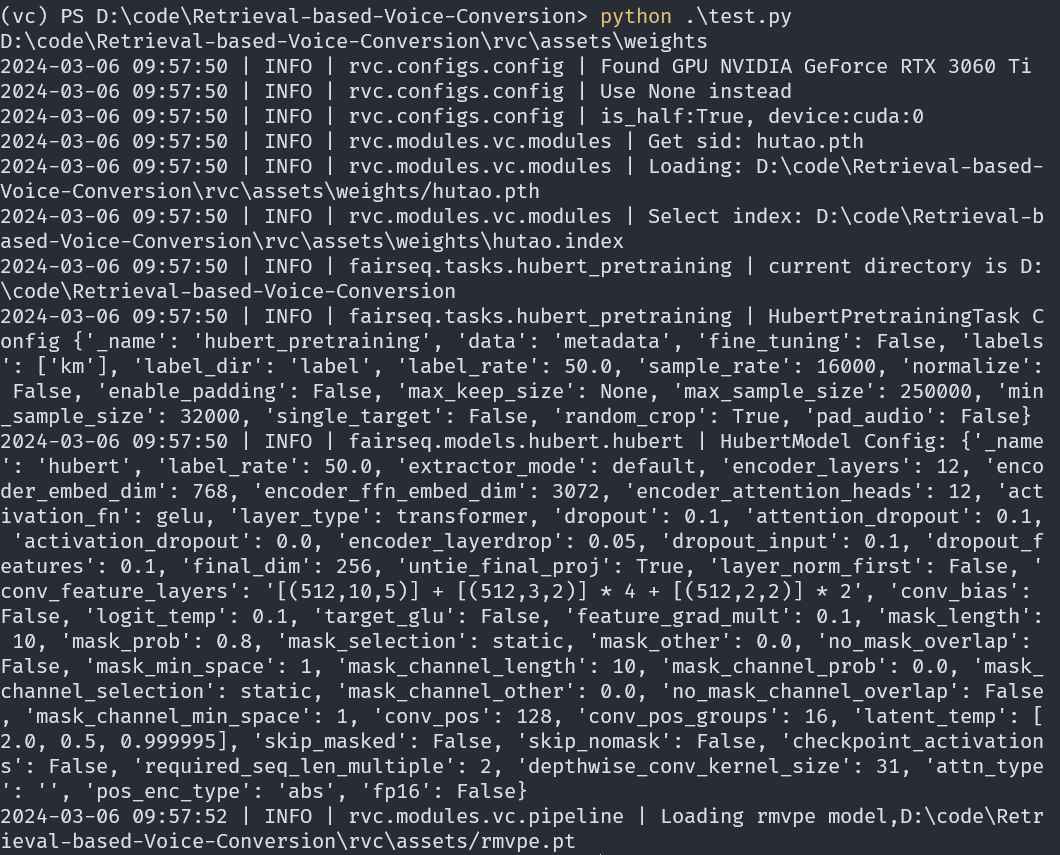 (vc) PS D:\code\Retrieval-based-Voice-Conversion> python .\test.py
D:\code\Retrieval-based-Voice-Conversion\rvc\assets\weights
2024-03-06 09:57:50 | INFO | rvc.configs.config | Found GPU NVIDIA GeForce RTX 3060 Ti
2024-03-06 09:57:50 | INFO | rvc.configs.config | Use None instead
2024-03-06 09:57:50 | INFO | rvc.configs.config | is_half:True, device:cuda:0
2024-03-06 09:57:50 | INFO | rvc.modules.vc.modules | Get sid: hutao.pth
2024-03-06 09:57:50 | INFO | rvc.modules.vc.modules | Loading: D:\code\Retrieval-based-
Voice-Conversion\rvc\assets\weights/hutao.pth
2024-03-06 09:57:50 | INFO | rvc.modules.vc.modules | Select index: D:\code\Retrieval-b
ased-Voice-Conversion\rvc\assets\weights\hutao.index
2024-03-06 09:57:50 | INFO | fairseq.tasks.hubert_pretraining | current directory is D:
\code\Retrieval-based-Voice-Conversion
2024-03-06 09:57:50 | INFO | fairseq.tasks.hubert_pretraining | HubertPretrainingTask C
onfig {'_name': 'hubert_pretraining', 'data': 'metadata', 'fine_tuning': False, 'labels
': ['km'], 'label_dir': 'label', 'label_rate': 50.0, 'sample_rate': 16000, 'normalize':
 False, 'enable_padding': False, 'max_keep_size': None, 'max_sample_size': 250000, 'min
_sample_size': 32000, 'single_target': False, 'random_crop': True, 'pad_audio': False}
2024-03-06 09:57:50 | INFO | fairseq.models.hubert.hubert | HubertModel Config: {'_name
': 'hubert', 'label_rate': 50.0, 'extractor_mode': default, 'encoder_layers': 12, 'enco
der_embed_dim': 768, 'encoder_ffn_embed_dim': 3072, 'encoder_attention_heads': 12, 'act
ivation_fn': gelu, 'layer_type': transformer, 'dropout': 0.1, 'attention_dropout': 0.1,
 'activation_dropout': 0.0, 'encoder_layerdrop': 0.05, 'dropout_input': 0.1, 'dropout_f
eatures': 0.1, 'final_dim': 256, 'untie_final_proj': True, 'layer_norm_first': False, '
conv_feature_layers': '[(512,10,5)] + [(512,3,2)] * 4 + [(512,2,2)] * 2', 'conv_bias':
False, 'logit_temp': 0.1, 'target_glu': False, 'feature_grad_mult': 0.1, 'mask_length':
 10, 'mask_prob': 0.8, 'mask_selection': static, 'mask_other': 0.0, 'no_mask_overlap':
False, 'mask_min_space': 1, 'mask_channel_length': 10, 'mask_channel_prob': 0.0, 'mask_
channel_selection': static, 'mask_channel_other': 0.0, 'no_mask_channel_overlap': False
, 'mask_channel_min_space': 1, 'conv_pos': 128, 'conv_pos_groups': 16, 'latent_temp': [
2.0, 0.5, 0.999995], 'skip_masked': False, 'skip_nomask': False, 'checkpoint_activation
s': False, 'required_seq_len_multiple': 2, 'depthwise_conv_kernel_size': 31, 'attn_type
': '', 'pos_enc_type': 'abs', 'fp16': False}
2024-03-06 09:57:52 | INFO | rvc.modules.vc.pipeline | Loading rmvpe model,D:\code\Retr
ieval-based-Voice-Conversion\rvc\assets/rmvpe.pt